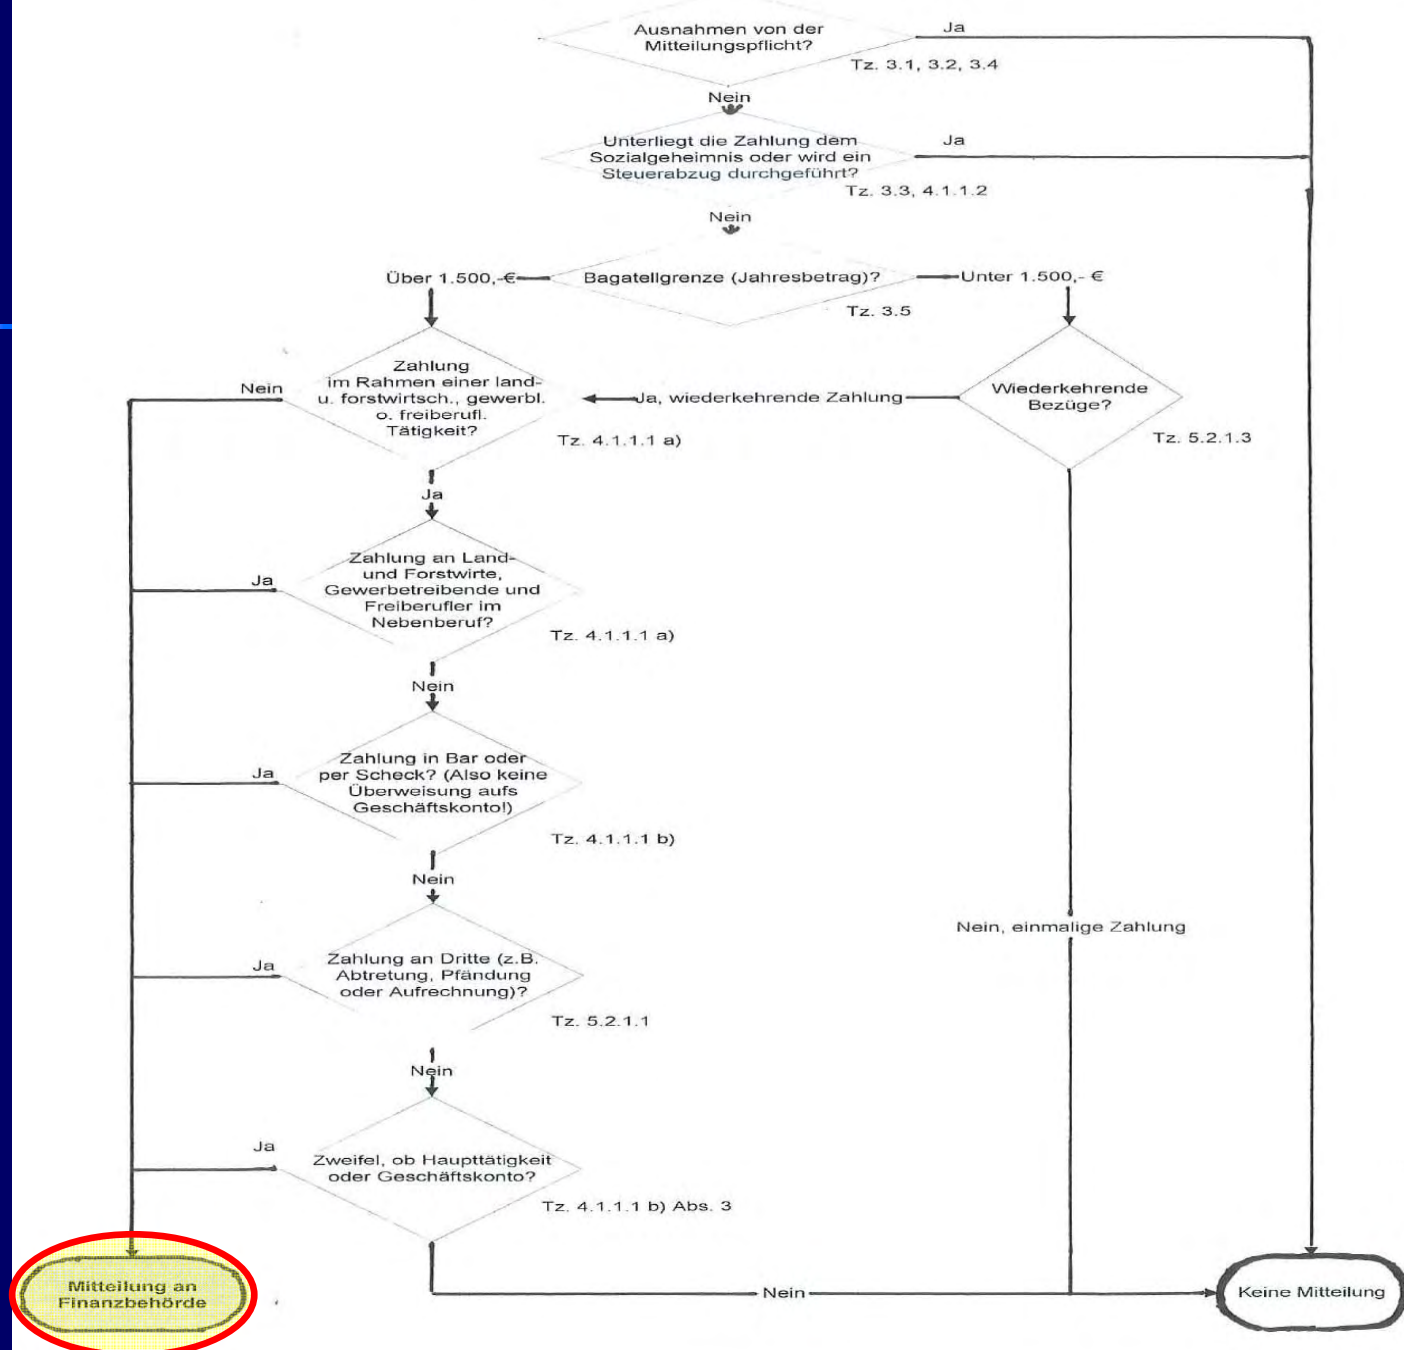 Ausnahmen von der
Mitteilungspflicht?
Ja
Tz. 3.1, 3.2, 3.4
Nein
Unterliegt die Zahlung dem
Sozialgeheimnis oder wird ein
Steuerabzug durchgeführt?
Ja
Tz. 3.3, 4.1.1.2
Nein
Über 1.500,-€
Bagatellgrenze (Jahresbetrag)?
Unter 1.500,- €
Tz. 3.5
Zahlung
im Rahmen einer land-
u. forstwirtsch., gewerbl.
o. freiberufl.
Tätigkeit?
Nein
Tz. 4.1.1.1 a)
Ja, wiederkehrende Zahlung
Wiederkehrende
Bezüge?
Tz. 5.2.1.3
Ja
Zahlung an Land-
und Forstwirte,
Gewerbetreibende und
Freiberufler im
Nebenberuf?
Ja
Tz. 4.1.1.1 a)
Nein
Zahlung in Bar oder
per Scheck? (Also keine
Überweisung aufs
Geschäftskonto!)
Ja
Tz. 4.1.1.1 b)
Nein
Nein, einmalige Zahlung
Zahlung an Dritte (z.B.
Abtretung, Pfändung
oder Aufrechnung)?
Ja
Tz. 5.2.1.1
Nein
Zweifel, ob Haupttätigkeit
oder Geschäftskonto?
Ja
Tz. 4.1.1.1 b) Abs. 3
Mitteilung an
Finanzbehörde
Nein
Keine Mitteilung